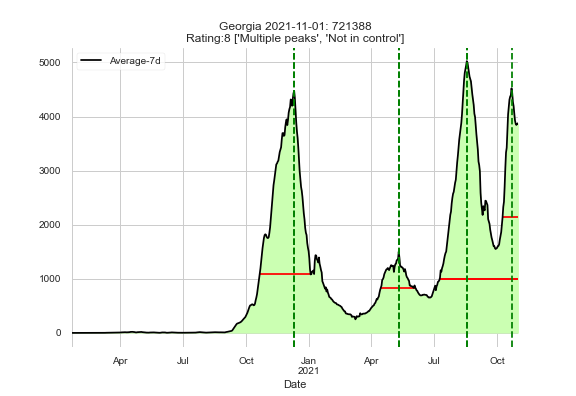 Georgia 2021-11-01: 721388
Rating:8 ['Multiple peaks', 'Not in control']
Average-7d
5000
4000
3000
2000
1000
0
Apr Jul Oct Jan Apr Jul Oct
2021
Date